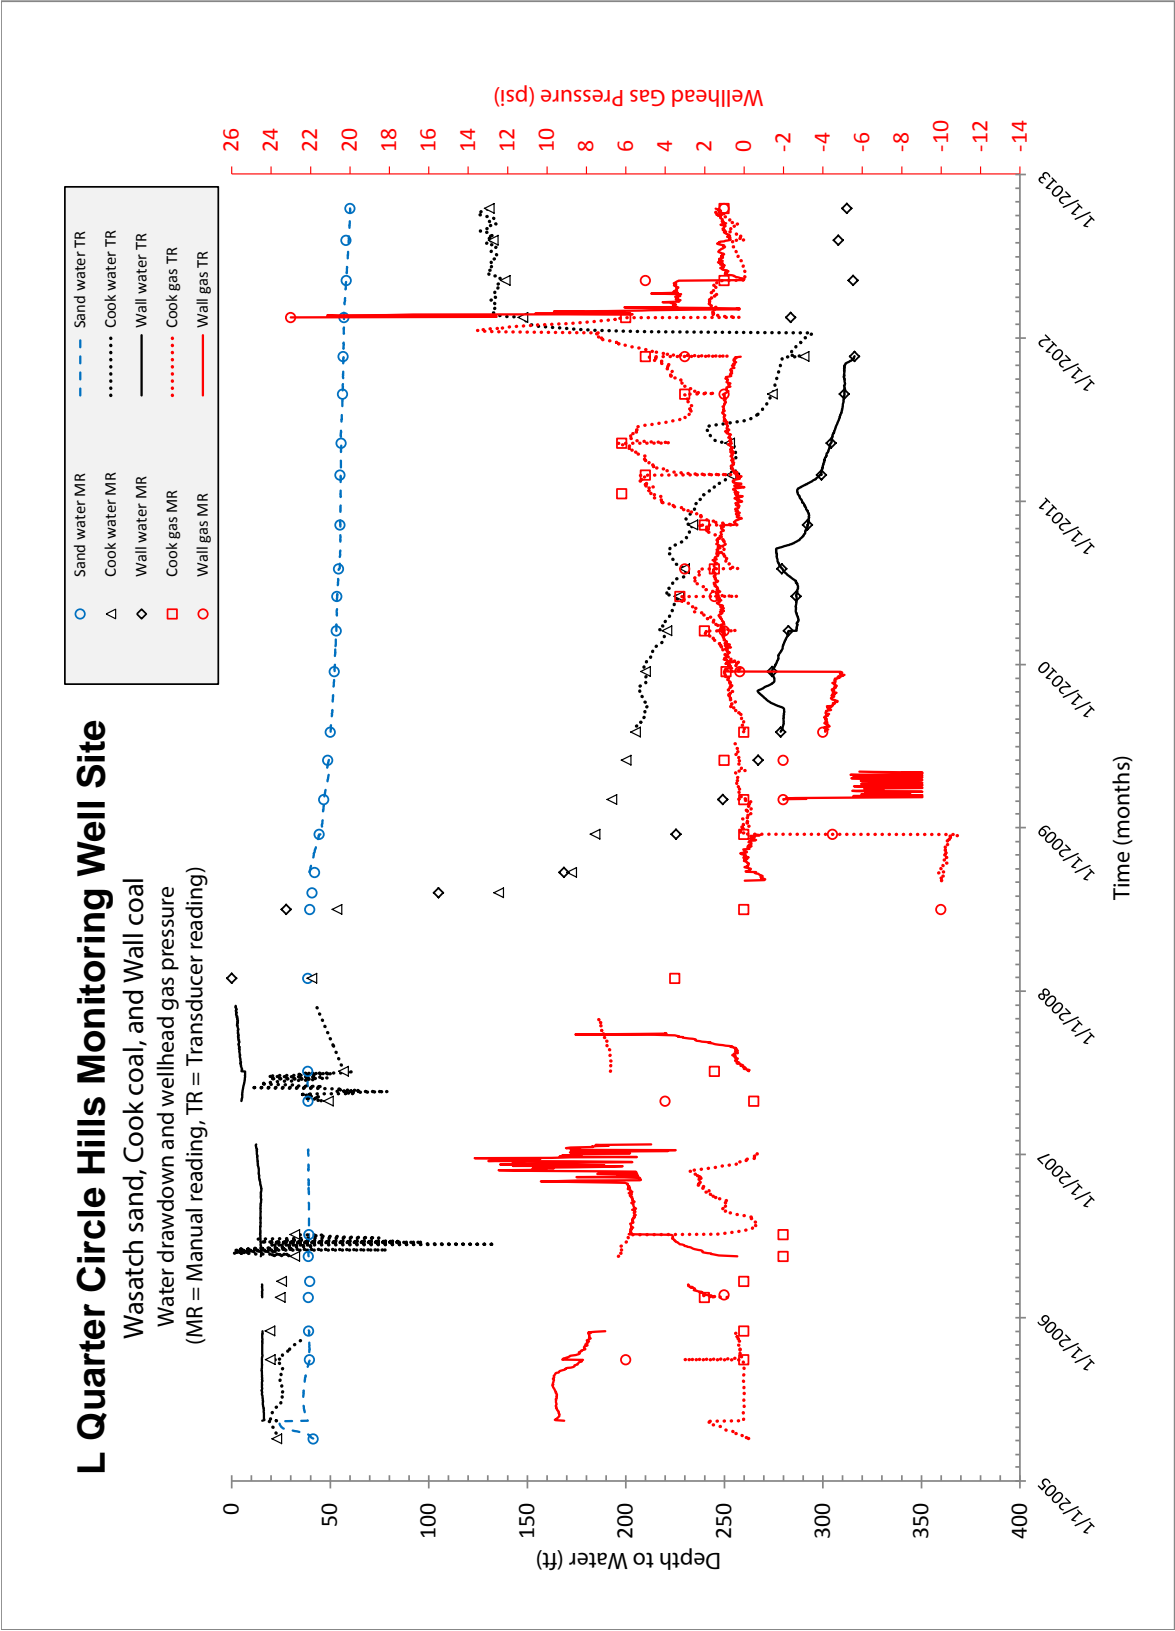 L Quarter Circle Hills Monitoring Well Site
Wasatch sand, Cook coal, and Wall coal
Water drawdown and wellhead gas pressure
(MR = Manual reading, TR = Transducer reading)
Sand water MR
Sand water TR
Cook water MR
Cook water TR
Wall water MR
Wall water TR
Cook gas MR
Cook gas TR
Wall gas MR
Wall gas TR
Depth to Water (ft)
0
50
100
150
200
250
300
350
400
Wellhead Gas Pressure (psi)
26
24
22
20
18
16
14
12
10
8
6
4
2
0
-2
-4
-6
-8
-10
-12
-14
1/1/2005
1/1/2006
1/1/2007
1/1/2008
1/1/2009
1/1/2010
1/1/2011
1/1/2012
1/1/2013
Time (months)